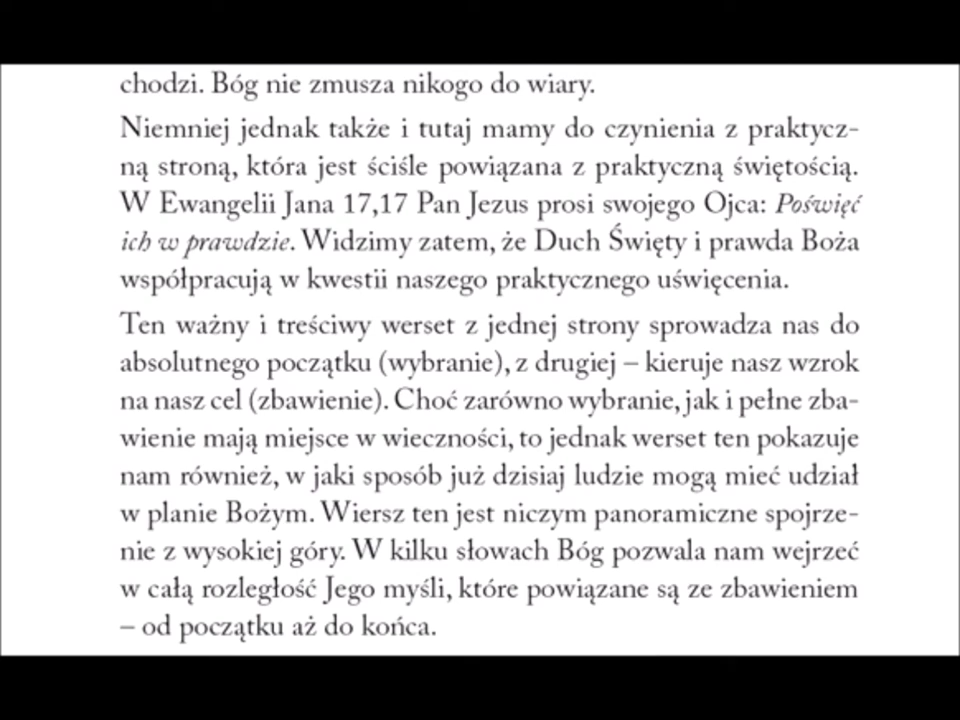 chodzi. Bóg nie zmusza nikogo do wiary.
Niemniej jednak także i tutaj mamy do czynienia z praktycz-
ną stroną, która jest ściśle powiązana z praktyczną świętością.
W Ewangelii Jana 17,17 Pan Jezus prosi swojego Ojca: Poświęć
ich w prawdzie. Widzimy zatem, że Duch Święty i prawda Boża
współpracują w kwestii naszego praktycznego uświęcenia.
Ten ważny i treściwy werset z jednej strony sprowadza nas do
absolutnego początku (wybranie), z drugiej – kieruje nasz wzrok
na nasz cel (zbawienie). Choć zarówno wybranie, jak i pełne zba-
wienie mają miejsce w wieczności, to jednak werset ten pokazuje
nam również, w jaki sposób już dzisiaj ludzie mogą mieć udział
w planie Bożym. Wiersz ten jest niczym panoramiczne spojrze-
nie z wysokiej góry. W kilku słowach Bóg pozwala nam wejrzeć
w całą rozległość Jego myśli, które powiązane są ze zbawieniem
– od początku aż do końca.